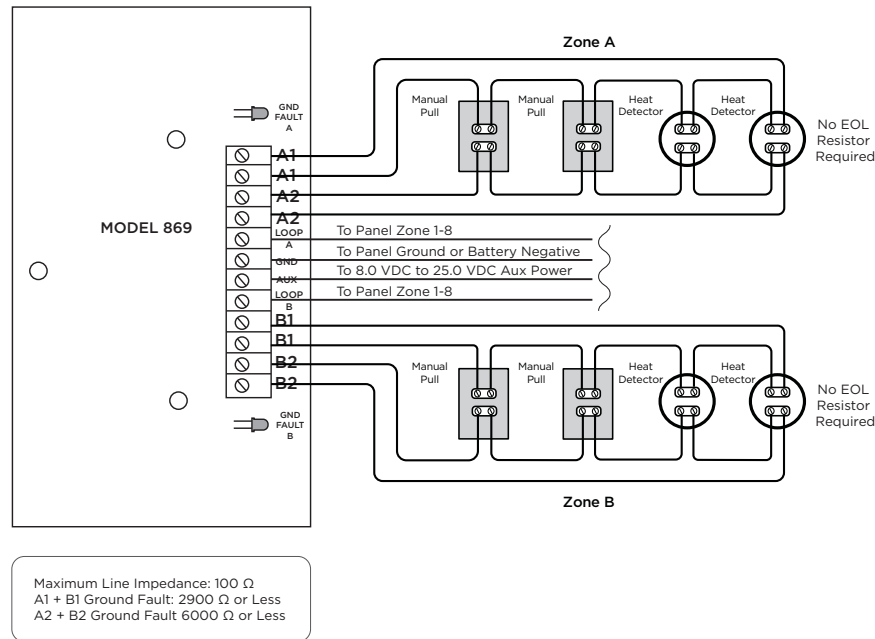 Zone A
GND
FAULT
A
Manual
Pull
Manual
Pull
Heat
Detector
Heat
Detector
No EOL
Resistor
Required
A1
A1
A2
A2
MODEL 869
LOOP
A
To Panel Zone 1-8
GND
To Panel Ground or Battery Negative
AUX
To 8.0 VDC to 25.0 VDC Aux Power
LOOP
B
To Panel Zone 1-8
B1
B1
B2
B2
Manual
Pull
Manual
Pull
Heat
Detector
Heat
Detector
No EOL
Resistor
Required
GND
FAULT
B
Zone B
Maximum Line Impedance: 100 Ω
A1 + B1 Ground Fault: 2900 Ω or Less
A2 + B2 Ground Fault 6000 Ω or Less